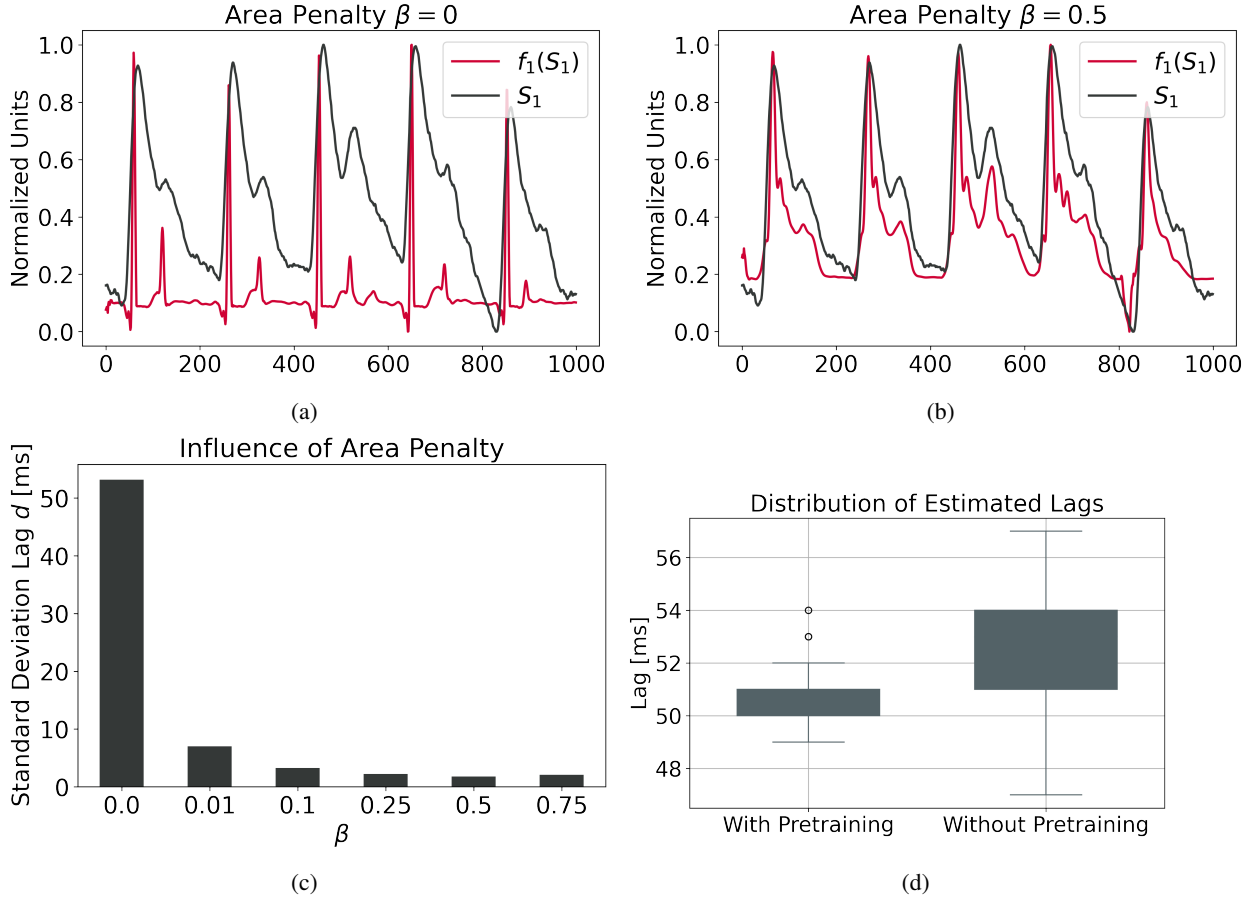 Area Penalty β = 0
Normalized Units
1.0
0.8
0.6
0.4
0.2
0.0
f₁(S₁)
S₁
0 200 400 600 800 1000
(a)
Area Penalty β = 0.5
Normalized Units
1.0
0.8
0.6
0.4
0.2
0.0
f₁(S₁)
S₁
0 200 400 600 800 1000
(b)
Influence of Area Penalty
Standard Deviation Lag d [ms]
50
40
30
20
10
0
0.0 0.01 0.1 0.25 0.5 0.75
β
(c)
Distribution of Estimated Lags
Lag [ms]
56
54
52
50
48
With Pretraining Without Pretraining
(d)